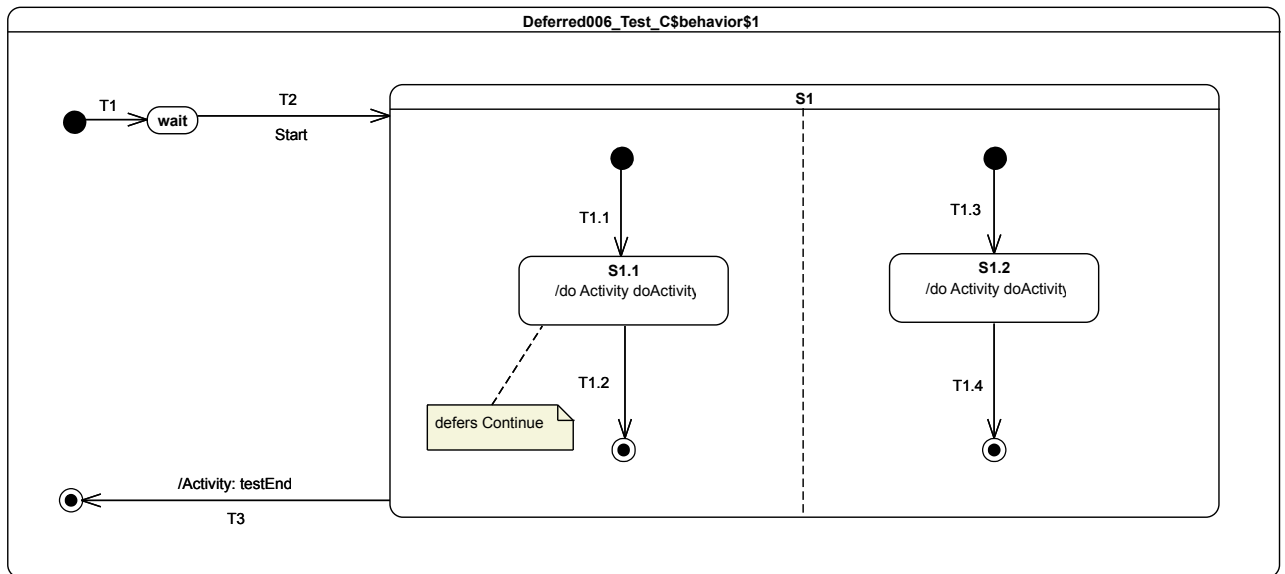 Deferred006_Test_C$behavior$1
S1
T1
T2
wait
Start
T1.1
T1.3
S1.1
/do Activity doActivity
S1.2
/do Activity doActivity
T1.2
T1.4
defers Continue
/Activity: testEnd
T3